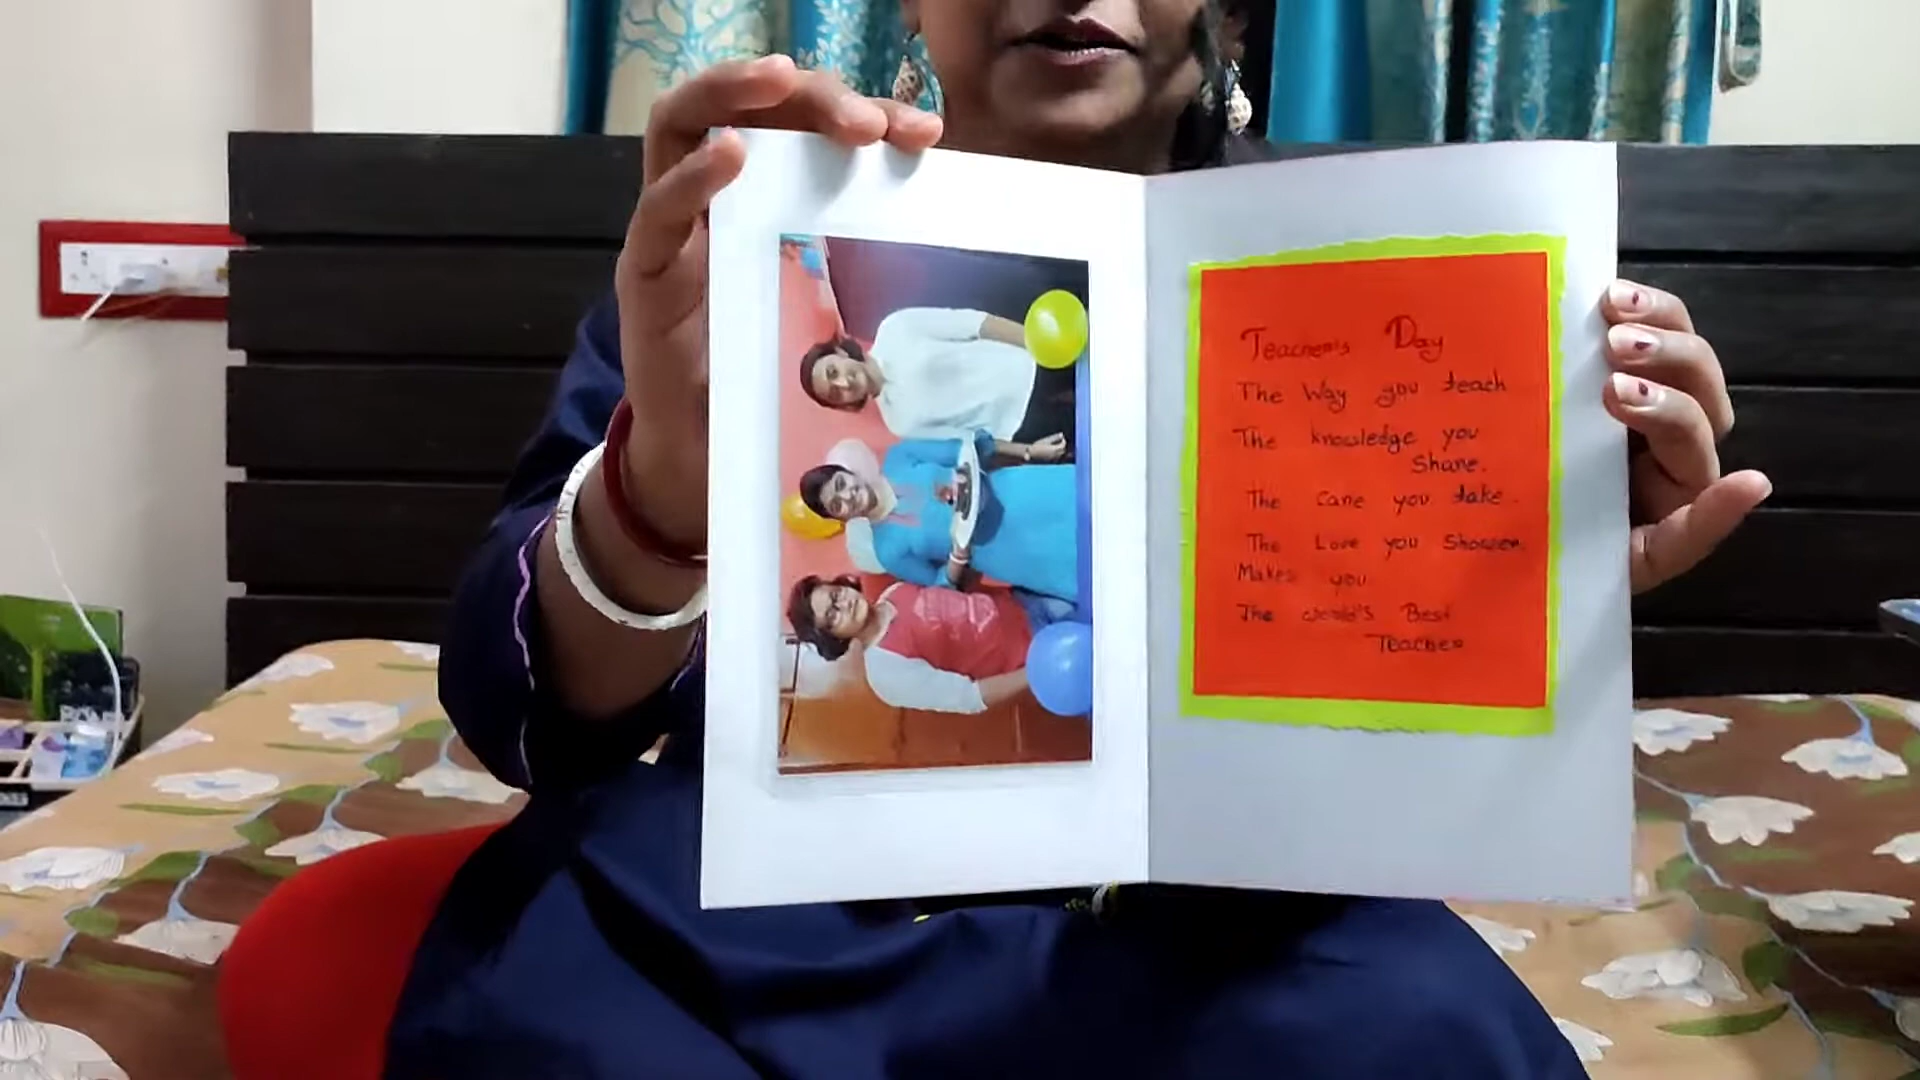 Teacher's Day
The Way you teach
The knowledge you
Share.
The Care you take.
The Love you Shower
Makes you
The world's Best
Teacher